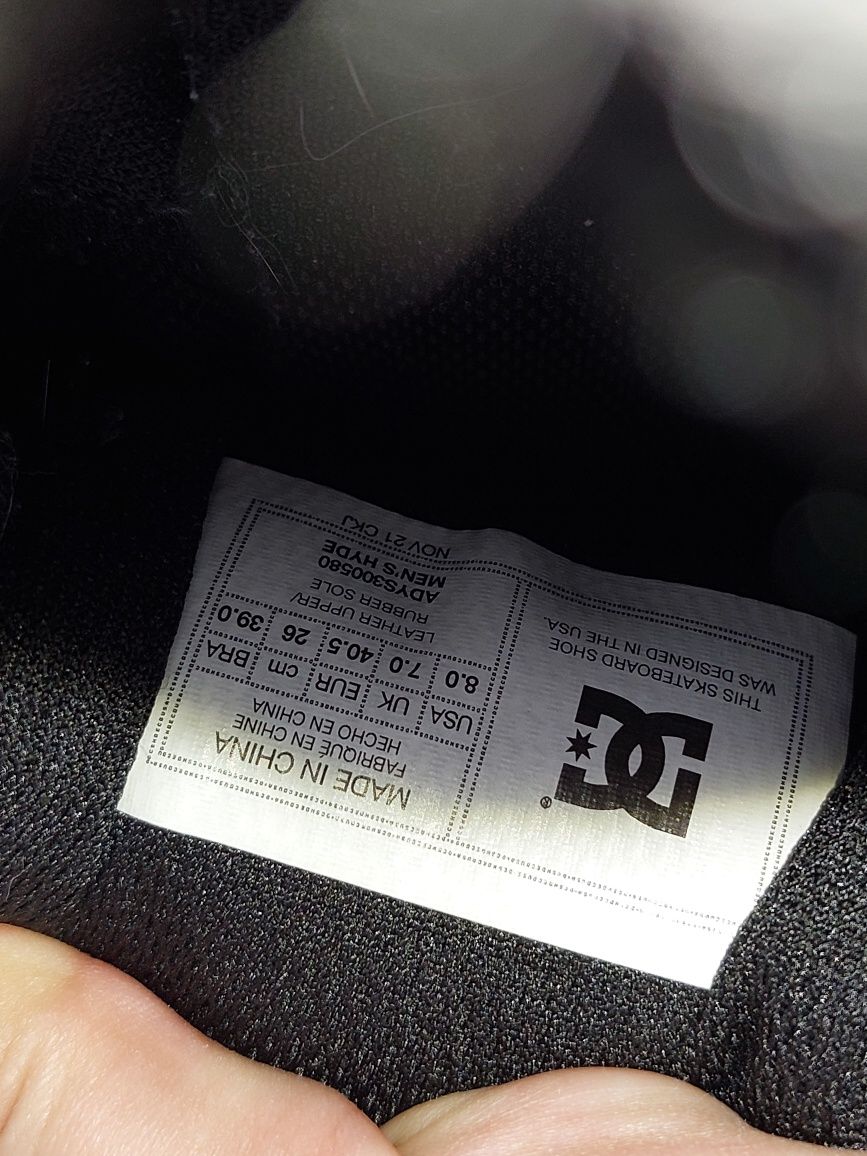 DC
®
THIS SKATEBOARD SHOE
WAS DESIGNED IN THE USA.
MADE IN CHINA
FABRIQUE EN CHINE
HECHO EN CHINA
USA UK EUR cm BRA
8.0 7.0 40.5 26 39.0
LEATHER UPPER/
RUBBER SOLE
ADYS300580
MEN'S HYDE
NOV 21 CKJ